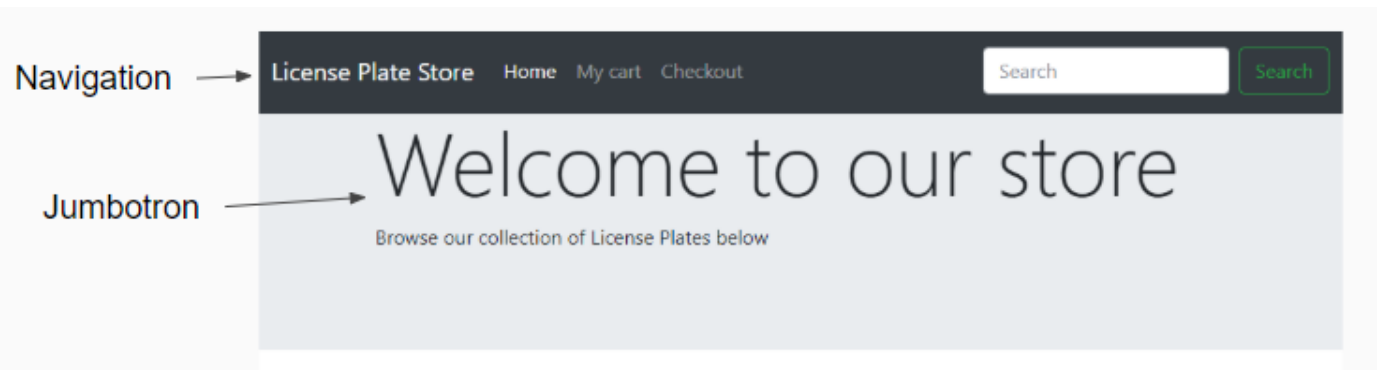 Navigation
License Plate Store Home My cart Checkout Search Search
Welcome to our store
Jumbotron
Browse our collection of License Plates below